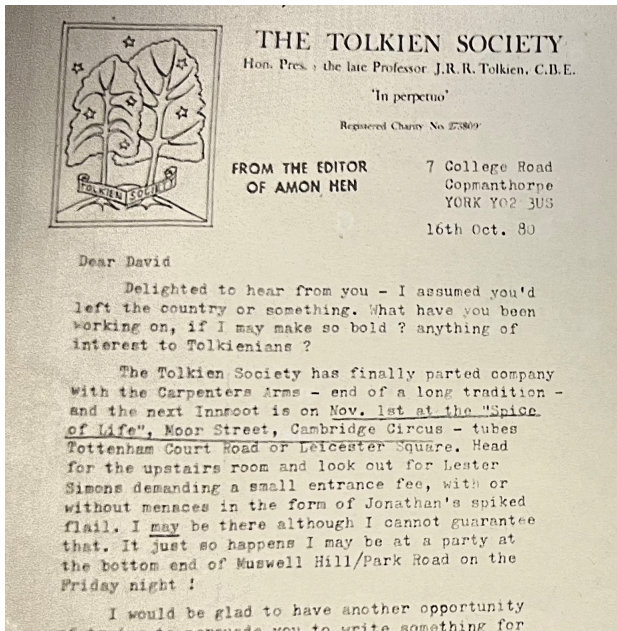 THE TOLKIEN SOCIETY
Hon. Pres. , the late Professor J.R.R. Tolkien, C.B.E.
'In perpetuo'
Registered Charity No. 273809
TOLKIEN SOCIETY
FROM THE EDITOR
OF AMON HEN
7 College Road
Copmanthorpe
YORK YO2 3US
16th Oct. 80
Dear David
Delighted to hear from you - I assumed you'd
left the country or something. What have you been
working on, if I may make so bold ? anything of
interest to Tolkienians ?
The Tolkien Society has finally parted company
with the Carpenters Arms - end of a long tradition -
and the next Innmoot is on Nov. 1st at the "Spice
of Life", Moor Street, Cambridge Circus - tubes
Tottenham Court Road or Leicester Square. Head
for the upstairs room and look out for Lester
Simons demanding a small entrance fee, with or
without menaces in the form of Jonathan's spiked
flail. I may be there although I cannot guarantee
that. It just so happens I may be at a party at
the bottom end of Muswell Hill/Park Road on the
Friday night !
I would be glad to have another opportunity
you to write something for